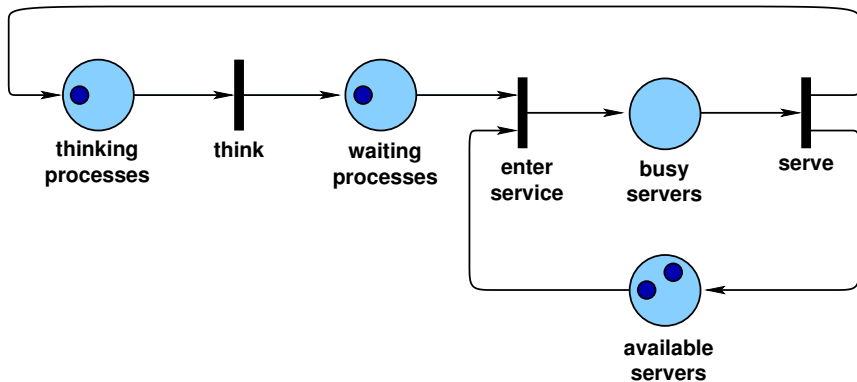 thinking
processes
think
waiting
processes
enter
service
busy
servers
serve
available
servers